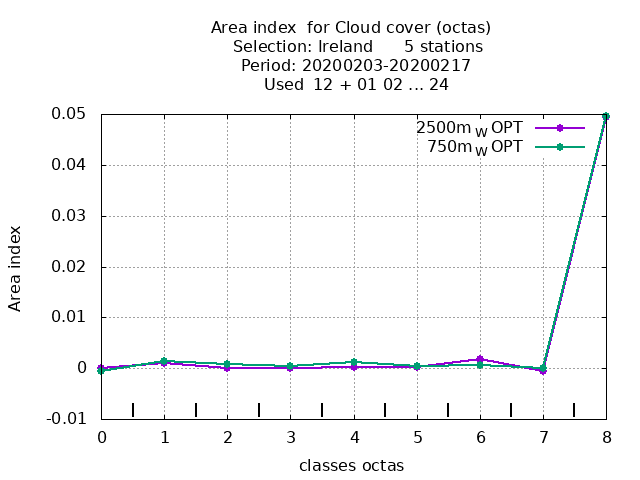 Area index  for Cloud cover (octas)
Selection: Ireland      5 stations
Period: 20200203-20200217
Used  12 + 01 02 ... 24
0.05
0.04
0.03
0.02
0.01
0
-0.01
Area index
2500m W OPT
750m W OPT
0 1 2 3 4 5 6 7 8
classes octas